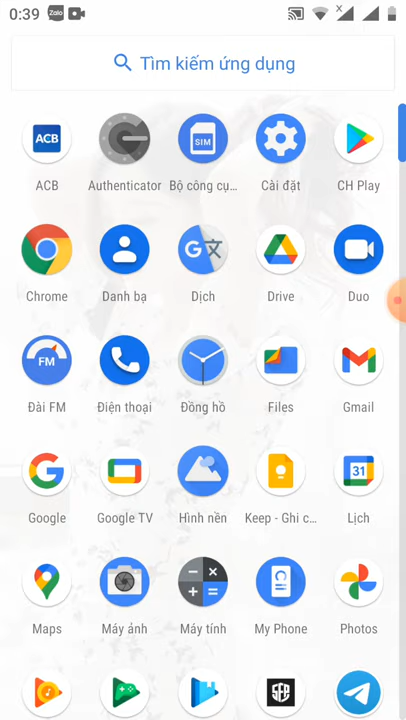 0:39 Zalo
Tìm kiếm ứng dụng
ACB
SIM
ACB Authenticator Bộ công cụ... Cài đặt CH Play
G文
Chrome Danh bạ Dịch Drive Duo
FM
Đài FM Điện thoại Đồng hồ Files Gmail
G 31
Google Google TV Hình nền Keep - Ghi c... Lịch
Maps Máy ảnh Máy tính My Phone Photos